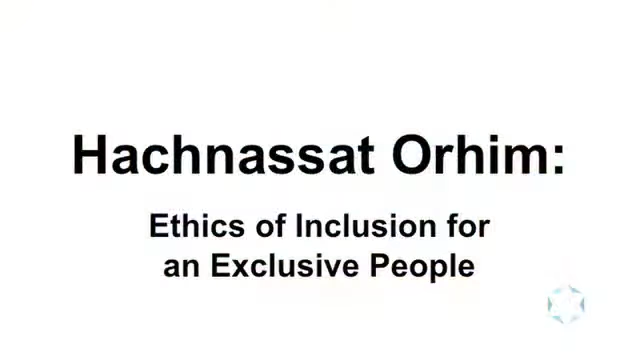 Hachnassat Orhim:
Ethics of Inclusion for
an Exclusive People